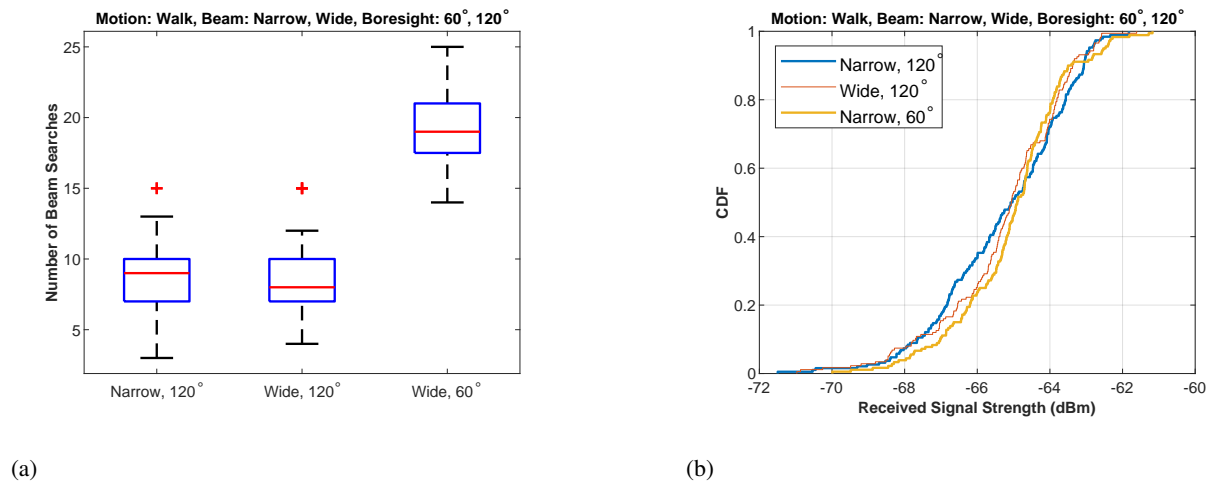 Motion: Walk, Beam: Narrow, Wide, Boresight: 60°, 120°
Number of Beam Searches
25
20
15
10
5
Narrow, 120°
Wide, 120°
Wide, 60°
(a)
Motion: Walk, Beam: Narrow, Wide, Boresight: 60°, 120°
CDF
1
0.8
0.6
0.4
0.2
0
Narrow, 120°
Wide, 120°
Narrow, 60°
-72
-70
-68
-66
-64
-62
-60
Received Signal Strength (dBm)
(b)